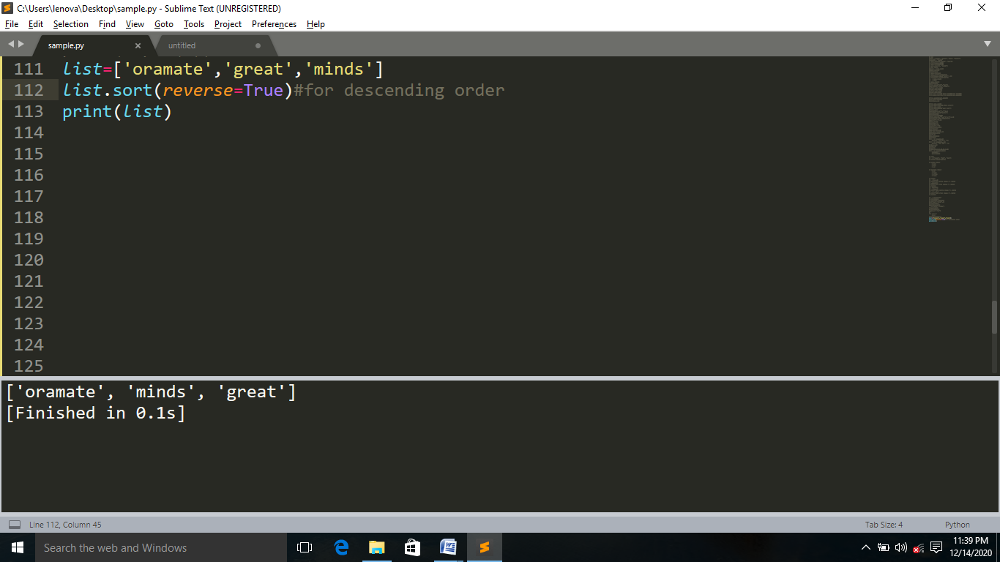 C:\Users\lenova\Desktop\sample.py - Sublime Text (UNREGISTERED)
File Edit Selection Find View Goto Tools Project Preferences Help
sample.py untitled
111 list=['oramate','great','minds']
112 list.sort(reverse=True)#for descending order
113 print(list)
114
115
116
117
118
119
120
121
122
123
124
125
['oramate', 'minds', 'great']
[Finished in 0.1s]
Line 112, Column 45 Tab Size: 4 Python
Search the web and Windows 11:39 PM
12/14/2020